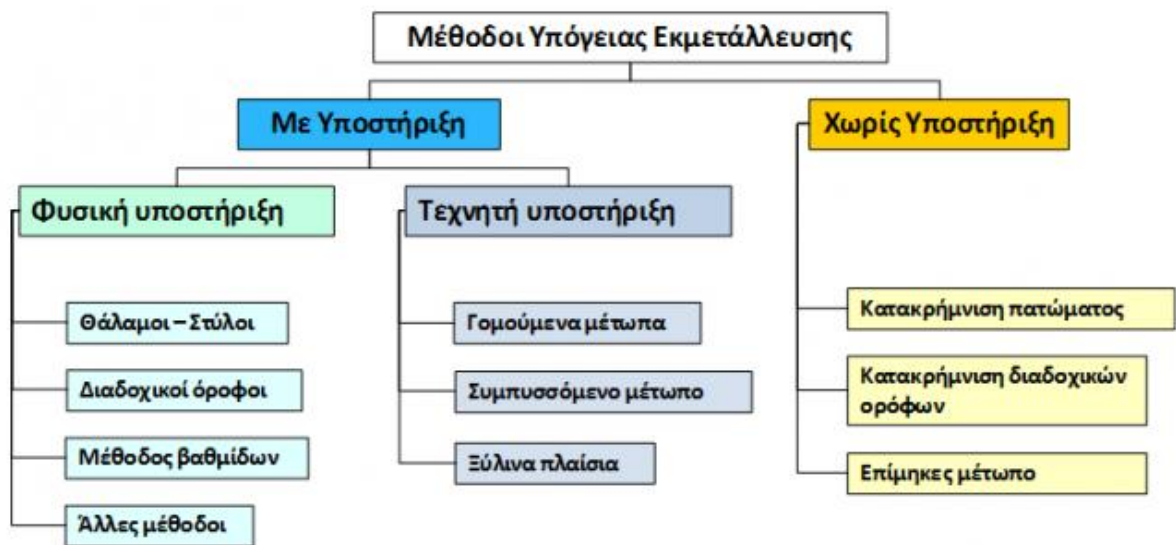 Μέθοδοι Υπόγειας Εκμετάλλευσης
Με Υποστήριξη
Χωρίς Υποστήριξη
Φυσική υποστήριξη
Τεχνητή υποστήριξη
Θάλαμοι – Στύλοι
Διαδοχικοί όροφοι
Μέθοδος βαθμίδων
Άλλες μέθοδοι
Γομούμενα μέτωπα
Συμπυσσόμενο μέτωπο
Ξύλινα πλαίσια
Κατακρήμνιση πατώματος
Κατακρήμνιση διαδοχικών
ορόφων
Επίμηκες μέτωπο